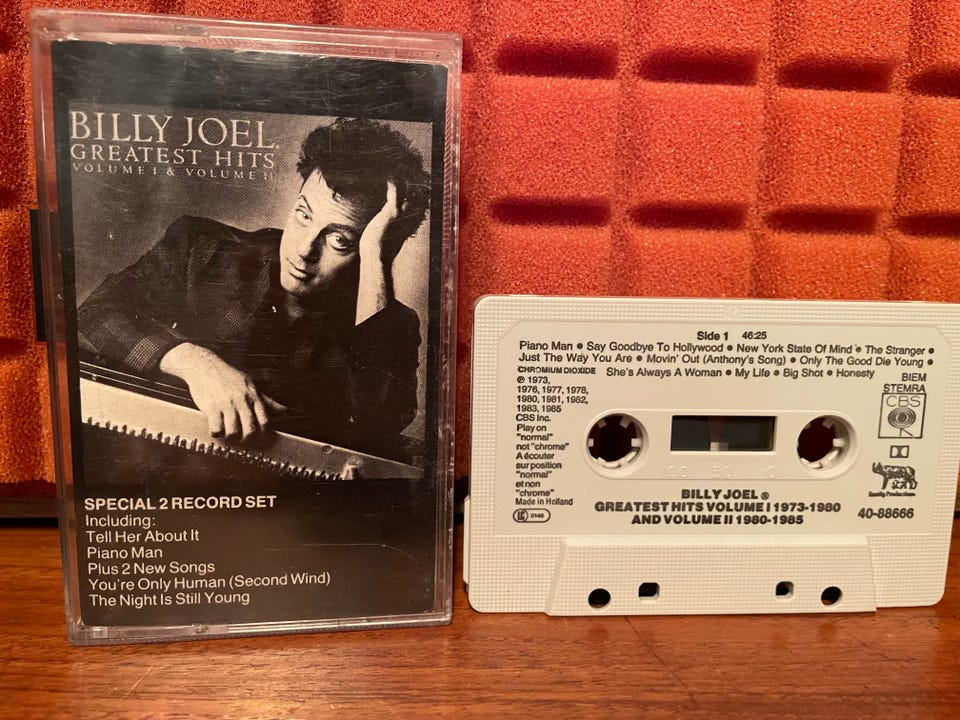 BILLY JOEL®
GREATEST HITS
VOLUME I & VOLUME II
SPECIAL 2 RECORD SET
Including:
Tell Her About It
Piano Man
Plus 2 New Songs
You're Only Human (Second Wind)
The Night Is Still Young
Side 1 46:25
Piano Man ● Say Goodbye To Hollywood ● New York State Of Mind ● The Stranger ●
Just The Way You Are ● Movin' Out (Anthony's Song) ● Only The Good Die Young ●
She's Always A Woman ● My Life ● Big Shot ● Honesty
CHROMIUM DIOXIDE
℗ 1973,
1976, 1977, 1978,
1980, 1981, 1982,
1983, 1985
CBS Inc.
Play on
"normal"
not "chrome"
A écouter
sur position
"normal"
et non
"chrome"
Made in Holland
LC 0149
BIEM
STEMRA
CBS
Family Productions
BILLY JOEL®
GREATEST HITS VOLUME I 1973-1980
AND VOLUME II 1980-1985
40-88666